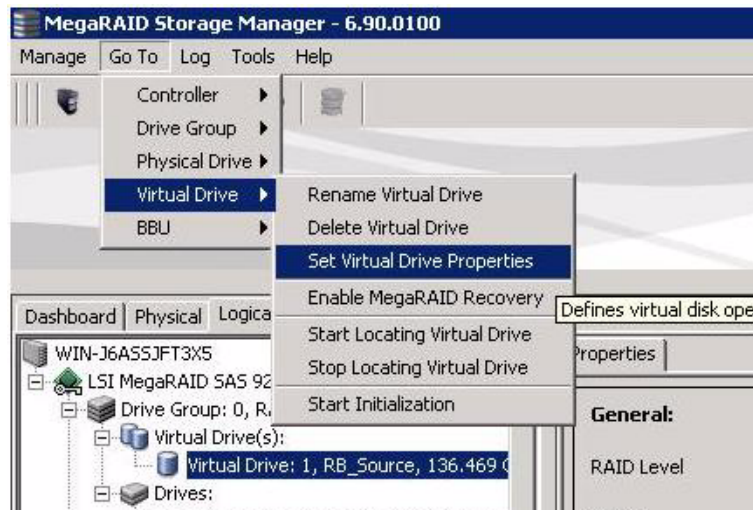 MegaRAID Storage Manager - 6.90.0100
Manage Go To Log Tools Help
Controller
Drive Group
Physical Drive
Virtual Drive
BBU
Rename Virtual Drive
Delete Virtual Drive
Set Virtual Drive Properties
Enable MegaRAID Recovery
Start Locating Virtual Drive
Stop Locating Virtual Drive
Start Initialization
Defines virtual disk ope
Dashboard Physical Logica
WIN-J6ASSJFT3X5
LSI MegaRAID SAS 92
Drive Group: 0, RA
Virtual Drive(s):
Virtual Drive: 1, RB_Source, 136.469 G
Drives:
Properties
General:
RAID Level